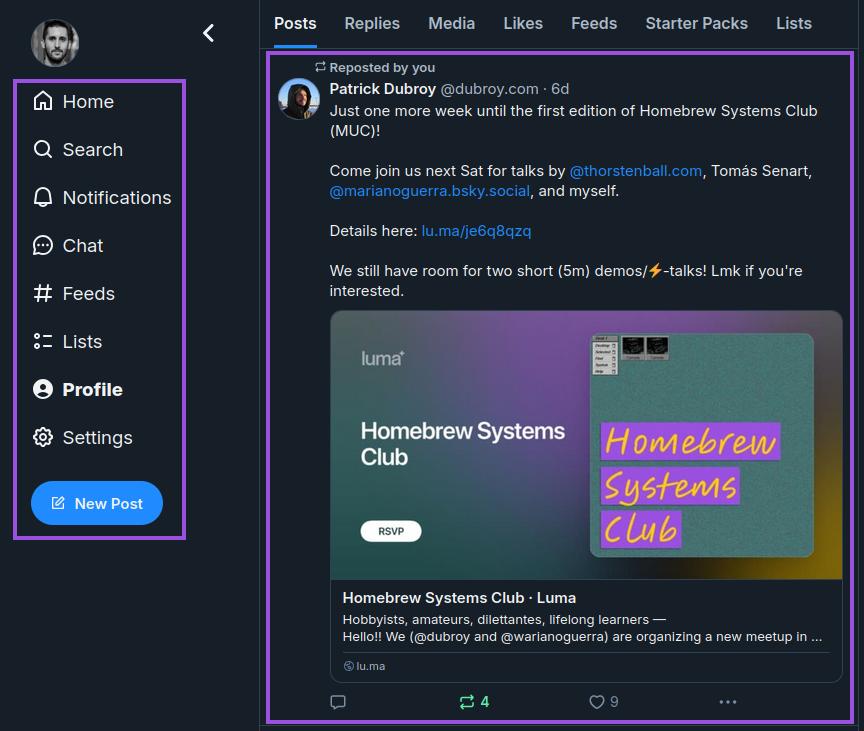 Home
Search
Notifications
Chat
Feeds
Lists
Profile
Settings
New Post
Posts Replies Media Likes Feeds Starter Packs Lists
Reposted by you
Patrick Dubroy @dubroy.com · 6d
Just one more week until the first edition of Homebrew Systems Club
(MUC)!
Come join us next Sat for talks by @thorstenball.com, Tomás Senart,
@marianoguerra.bsky.social, and myself.
Details here: lu.ma/je6q8qzq
We still have room for two short (5m) demos/⚡-talks! Lmk if you're
interested.
luma
Homebrew Systems
Club
RSVP
Homebrew
Systems
Club
Homebrew Systems Club · Luma
Hobbyists, amateurs, dilettantes, lifelong learners —
Hello!! We (@dubroy and @warianoguerra) are organizing a new meetup in ...
lu.ma
4 9